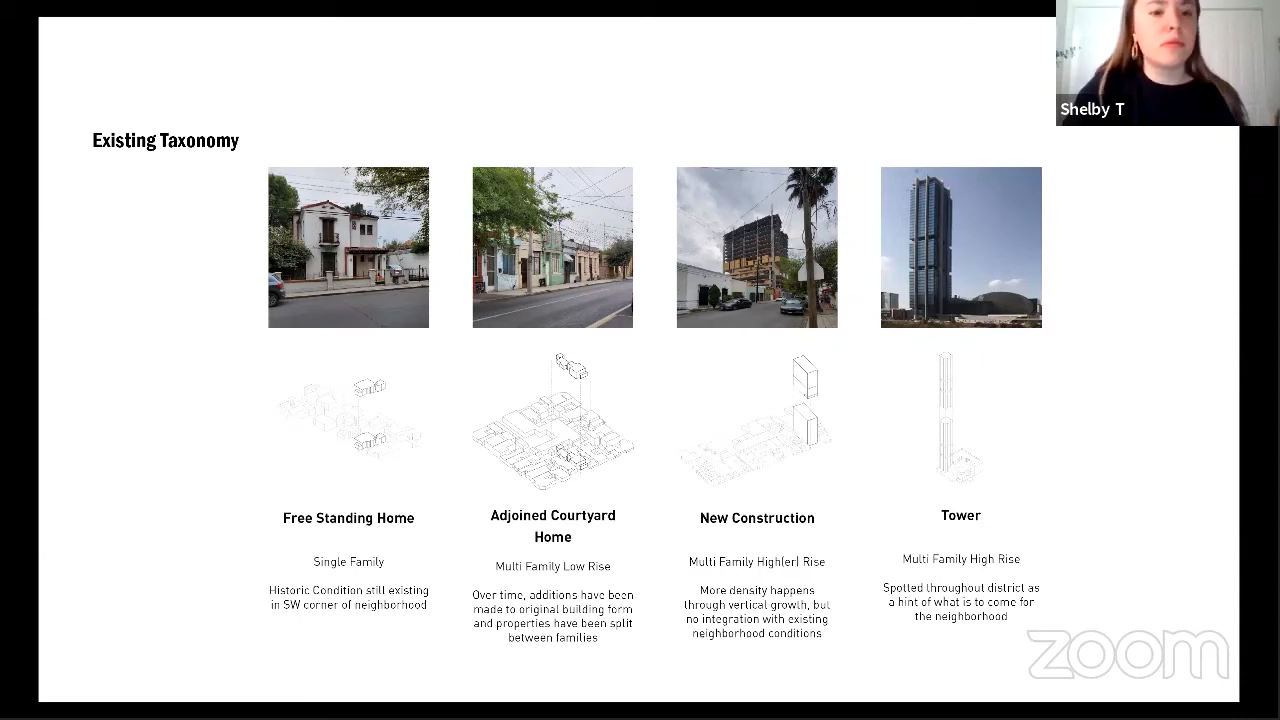 Shelby T
Existing Taxonomy
Free Standing Home
Single Family
Historic Condition still existing
in SW corner of neighborhood
Adjoined Courtyard
Home
Multi Family Low Rise
Over time, additions have been
made to original building form
and properties have been split
between families
New Construction
Multi Family High(er) Rise
More density happens
through vertical growth, but
no integration with existing
neighborhood conditions
Tower
Multi Family High Rise
Spotted throughout district as
a hint of what is to come for
the neighborhood
zoom